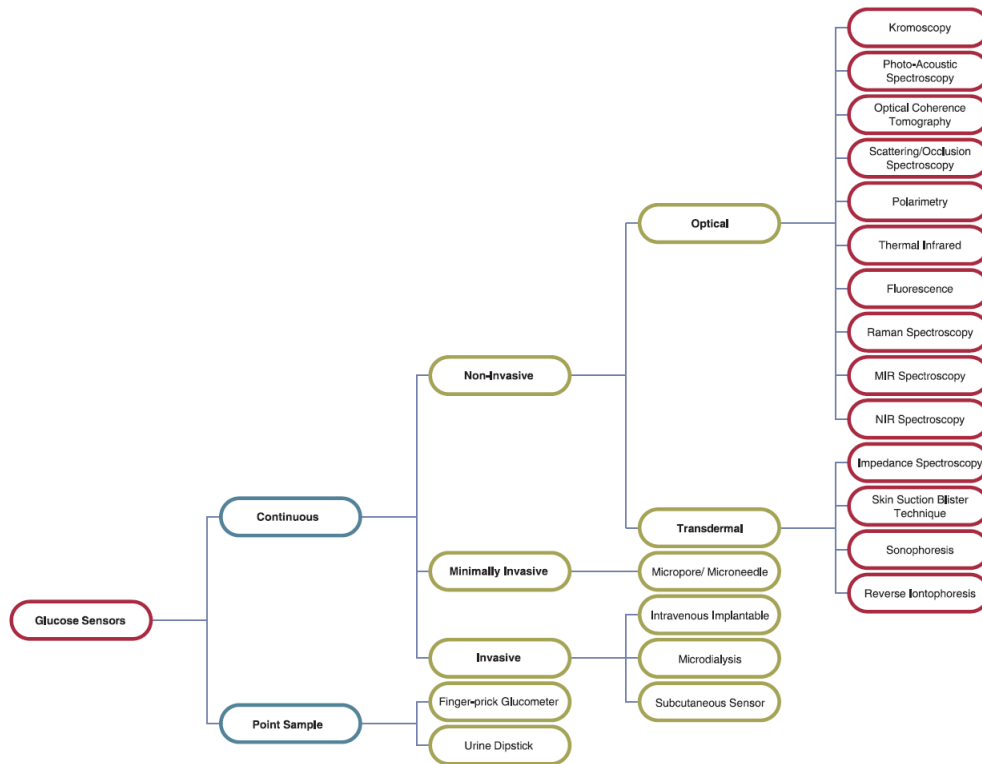 Kromoscopy
Photo-Acoustic
Spectroscopy
Optical Coherence
Tomography
Scattering/Occlusion
Spectroscopy
Polarimetry
Optical
Thermal Infrared
Fluorescence
Raman Spectroscopy
Non-Invasive
MIR Spectroscopy
NIR Spectroscopy
Impedance Spectroscopy
Skin Suction Blister
Technique
Continuous
Transdermal
Sonophoresis
Minimally Invasive
Micropore/ Microneedle
Reverse Iontophoresis
Glucose Sensors
Intravenous Implantable
Invasive
Microdialysis
Finger-prick Glucometer
Subcutaneous Sensor
Point Sample
Urine Dipstick